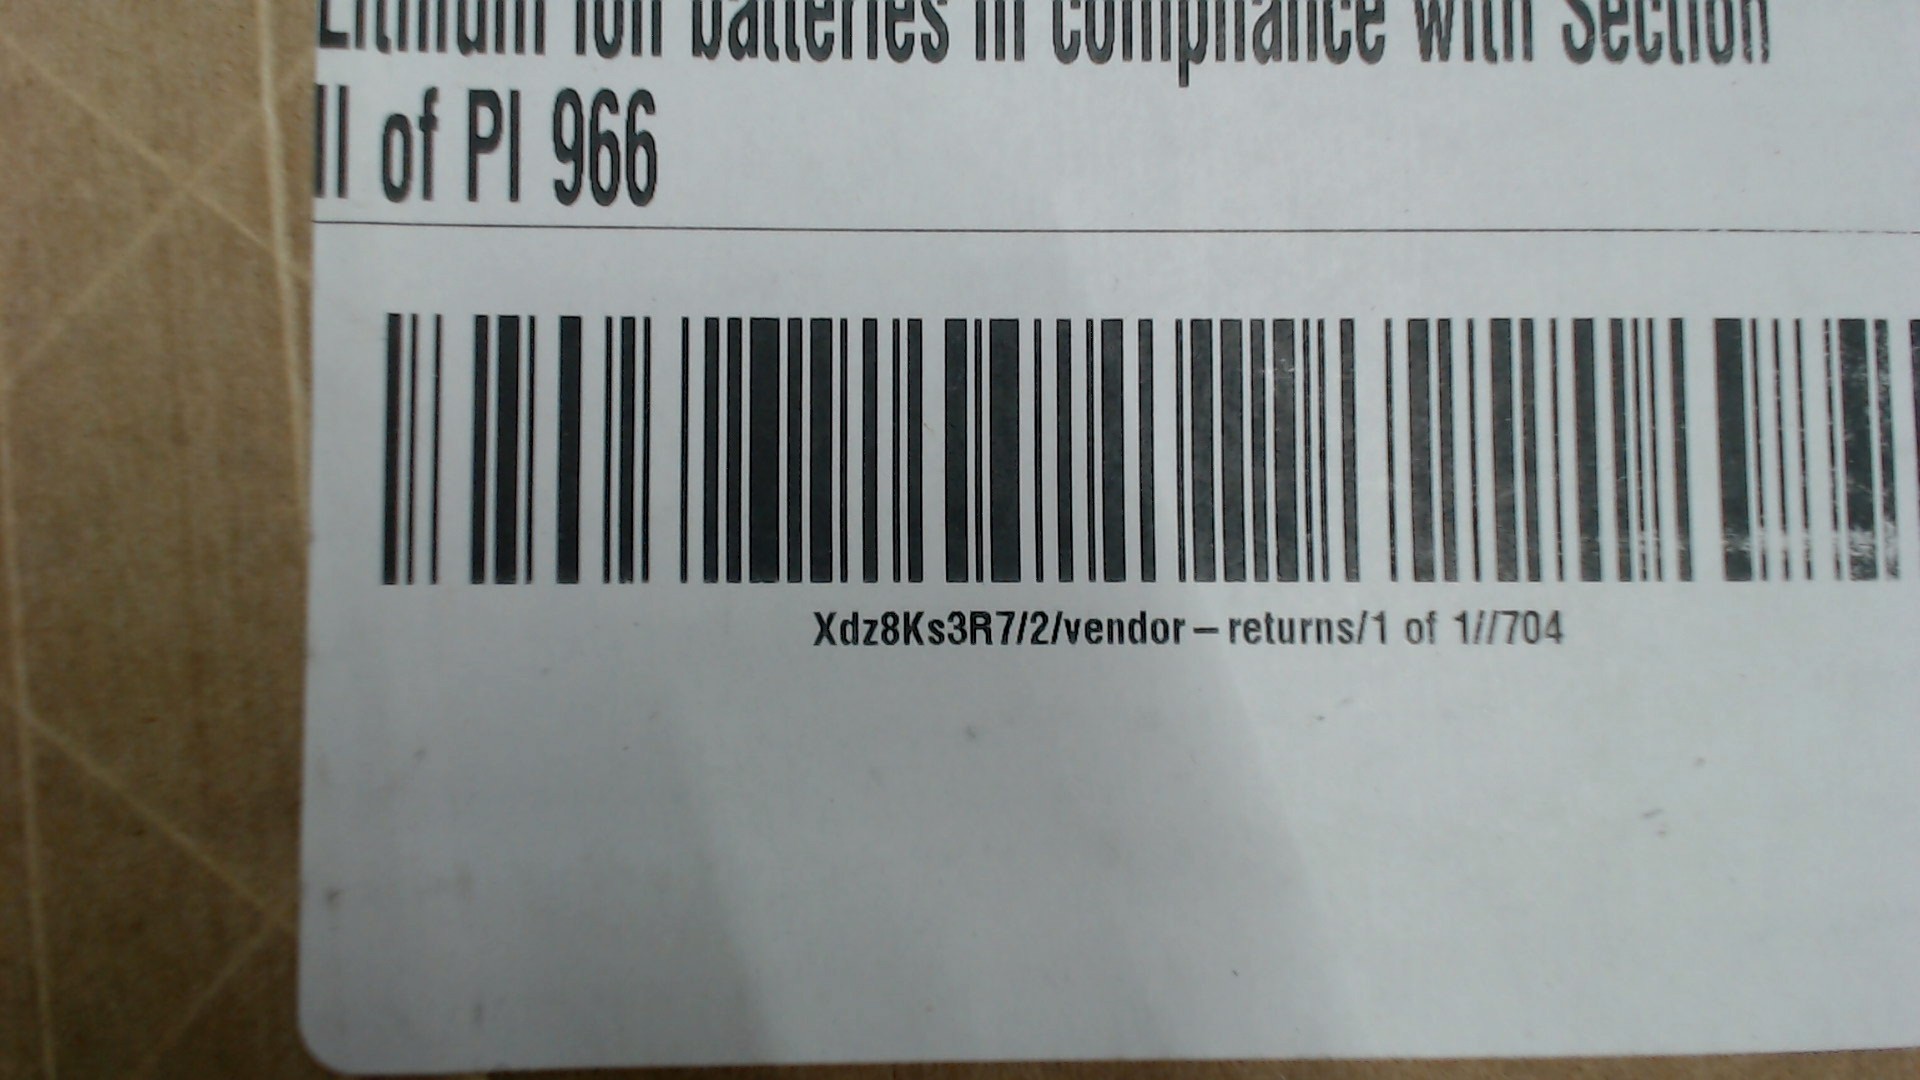 Lithium ion batteries in compliance with Section
II of PI 966
Xdz8Ks3R7/2/vendor-returns/1 of 1//704